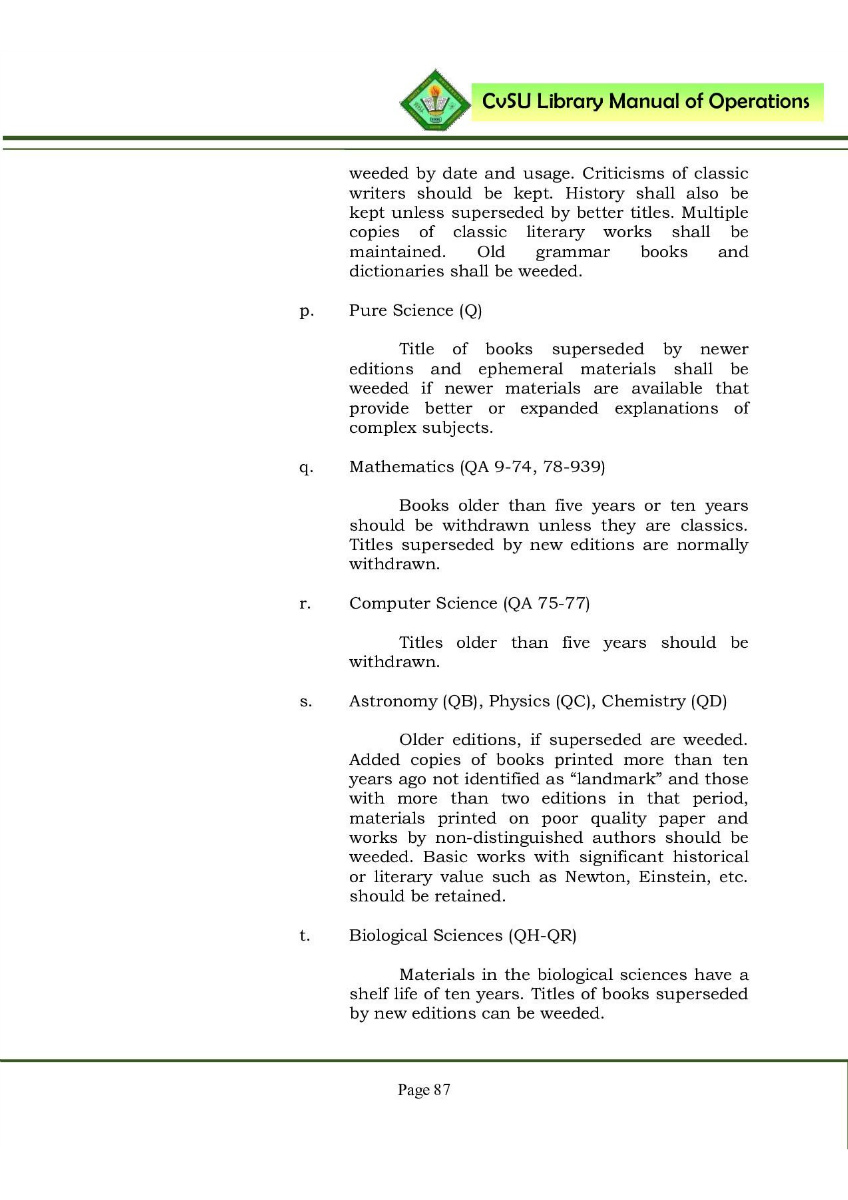 CvSU Library Manual of Operations
weeded by date and usage. Criticisms of classic
writers should be kept. History shall also be
kept unless superseded by better titles. Multiple
copies of classic literary works shall be
maintained. Old grammar books and
dictionaries shall be weeded.
p. Pure Science (Q)
Title of books superseded by newer
editions and ephemeral materials shall be
weeded if newer materials are available that
provide better or expanded explanations of
complex subjects.
q. Mathematics (QA 9-74, 78-939)
Books older than five years or ten years
should be withdrawn unless they are classics.
Titles superseded by new editions are normally
withdrawn.
r. Computer Science (QA 75-77)
Titles older than five years should be
withdrawn.
s. Astronomy (QB), Physics (QC), Chemistry (QD)
Older editions, if superseded are weeded.
Added copies of books printed more than ten
years ago not identified as “landmark” and those
with more than two editions in that period,
materials printed on poor quality paper and
works by non-distinguished authors should be
weeded. Basic works with significant historical
or literary value such as Newton, Einstein, etc.
should be retained.
t. Biological Sciences (QH-QR)
Materials in the biological sciences have a
shelf life of ten years. Titles of books superseded
by new editions can be weeded.
Page 87